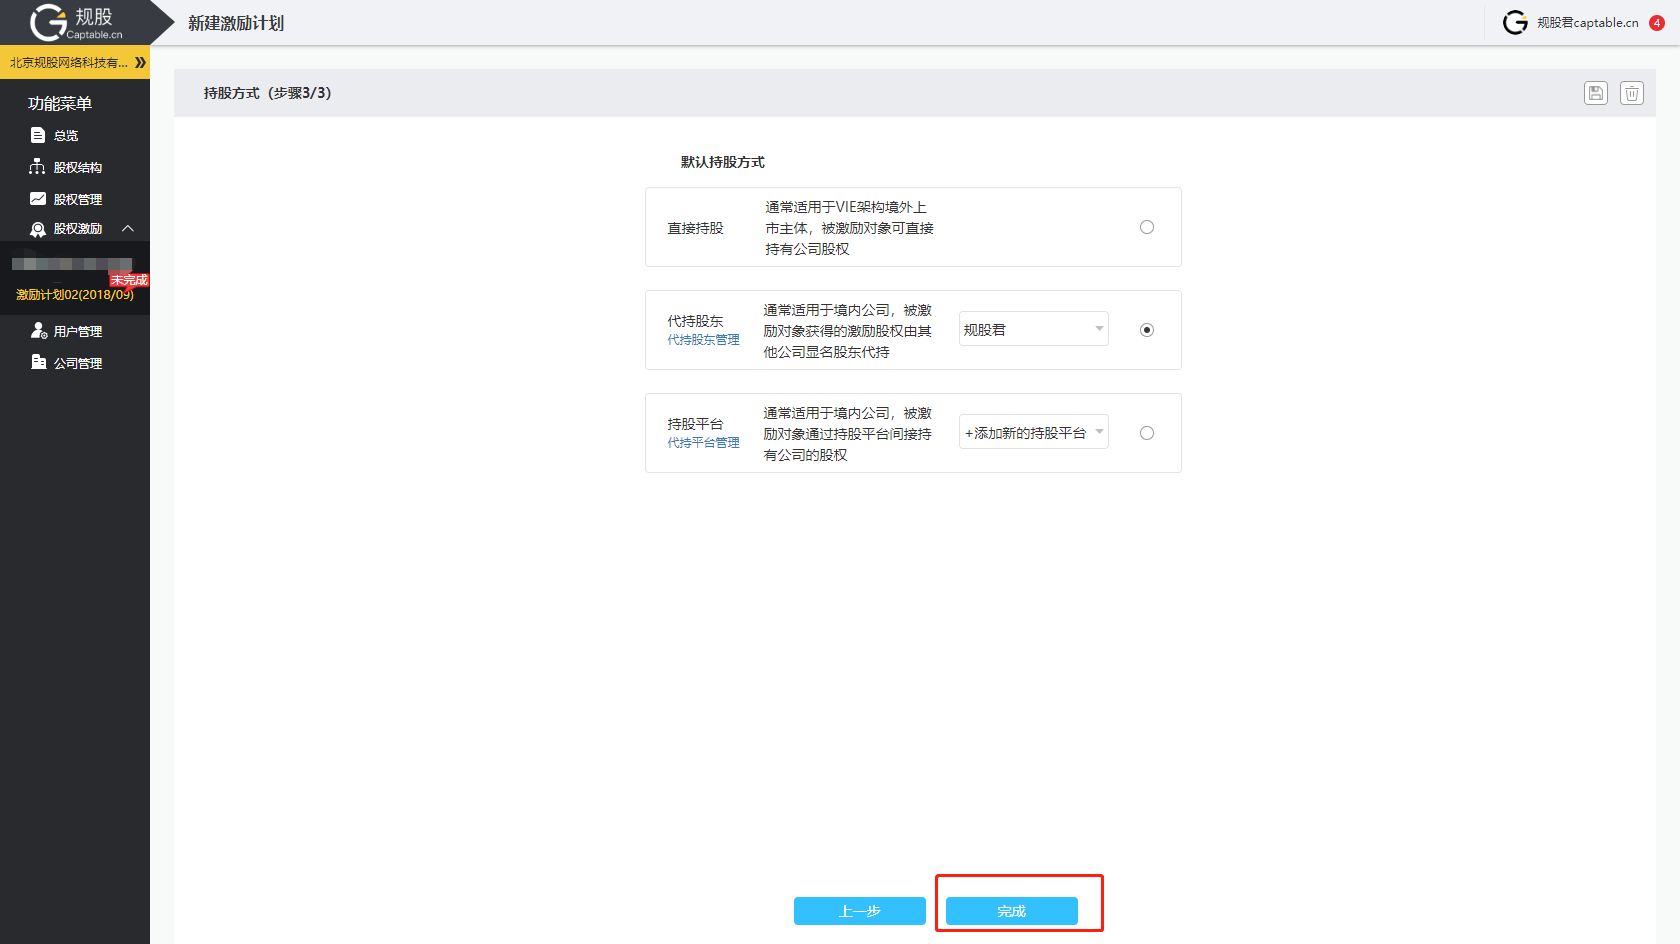 规股
Captable.cn
新建激励计划
规股君captable.cn
4
北京规股网络科技有...
功能菜单
总览
股权结构
股权管理
股权激励
未完成
激励计划02(2018/09)
用户管理
公司管理
持股方式（步骤3/3）
默认持股方式
直接持股
通常适用于VIE架构境外上
市主体，被激励对象可直接
持有公司股权
代持股东
代持股东管理
通常适用于境内公司，被激
励对象获得的激励股权由其
他公司显名股东代持
规股君
持股平台
代持平台管理
通常适用于境内公司，被激
励对象通过持股平台间接持
有公司的股权
+添加新的持股平台
上一步
完成